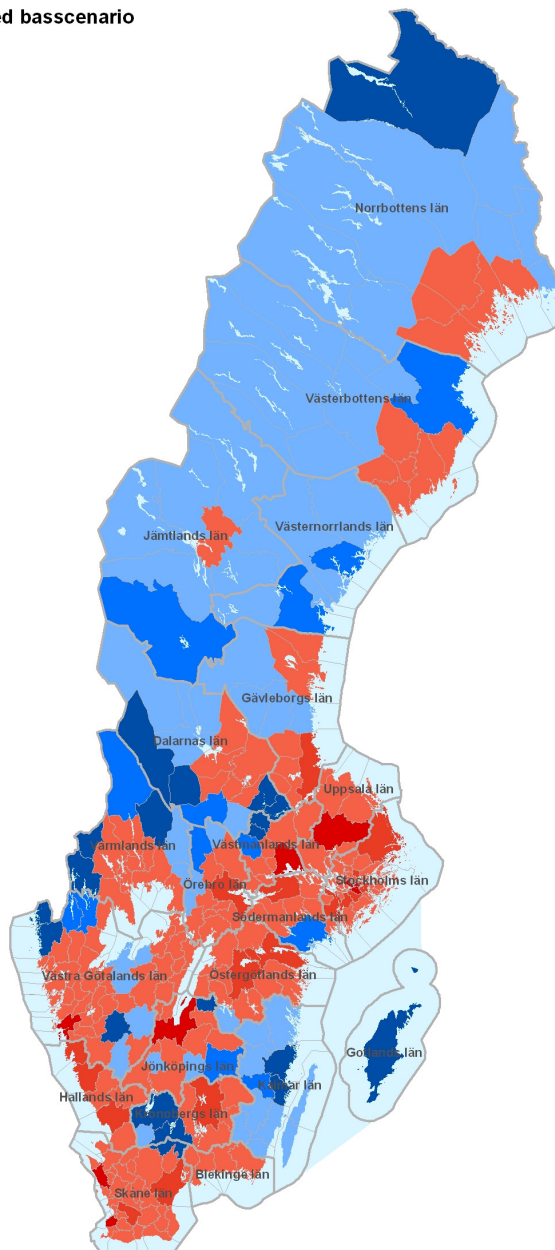 ed basscenario
Norrbottens län
Västerbottens län
Västernorrlands län
Jämtlands län
Gävleborgs län
Dalarnas län
Uppsala län
Värmlands län
Västmanlands län
Örebro län
Stockholms län
Södermanlands län
Västra Götalands län
Östergötlands län
Gotlands län
Jönköpings län
Kalmar län
Hallands län
Kronobergs län
Blekinge län
Skåne län